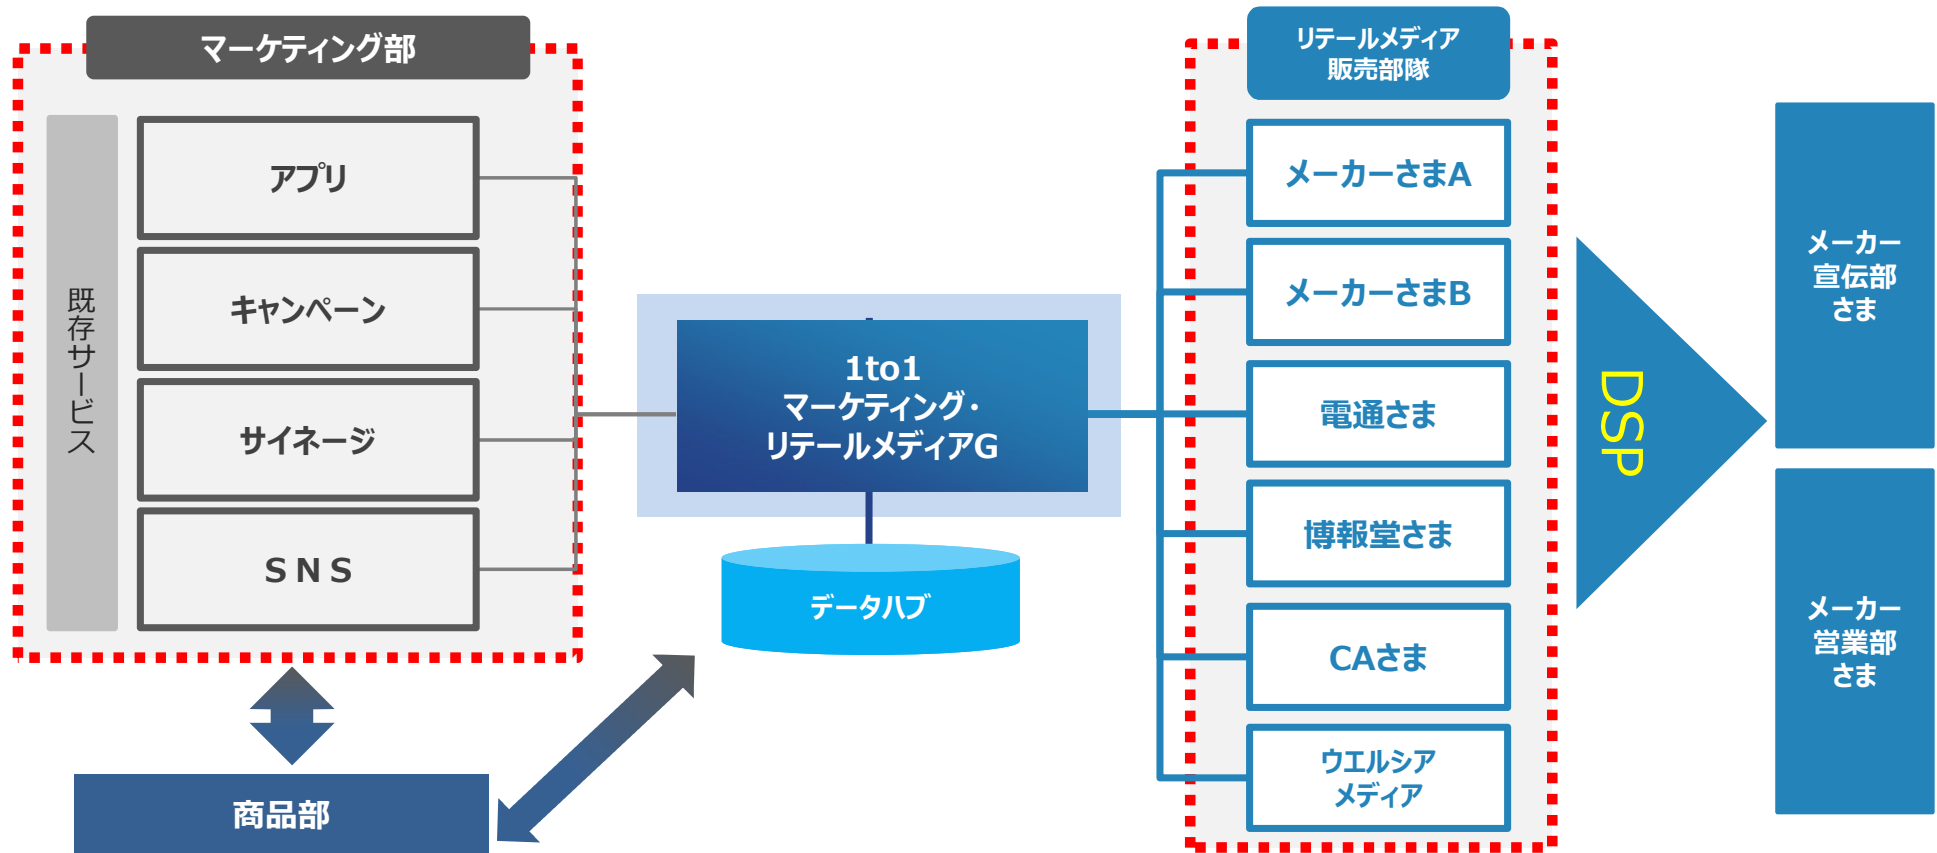 マーケティング部
既存サービス
アプリ
キャンペーン
サイネージ
ＳＮＳ
商品部
1to1
マーケティング・
リテールメディアG
データハブ
リテールメディア
販売部隊
メーカーさまA
メーカーさまB
電通さま
博報堂さま
CAさま
ウエルシア
メディア
DSP
メーカー
宣伝部
さま
メーカー
営業部
さま